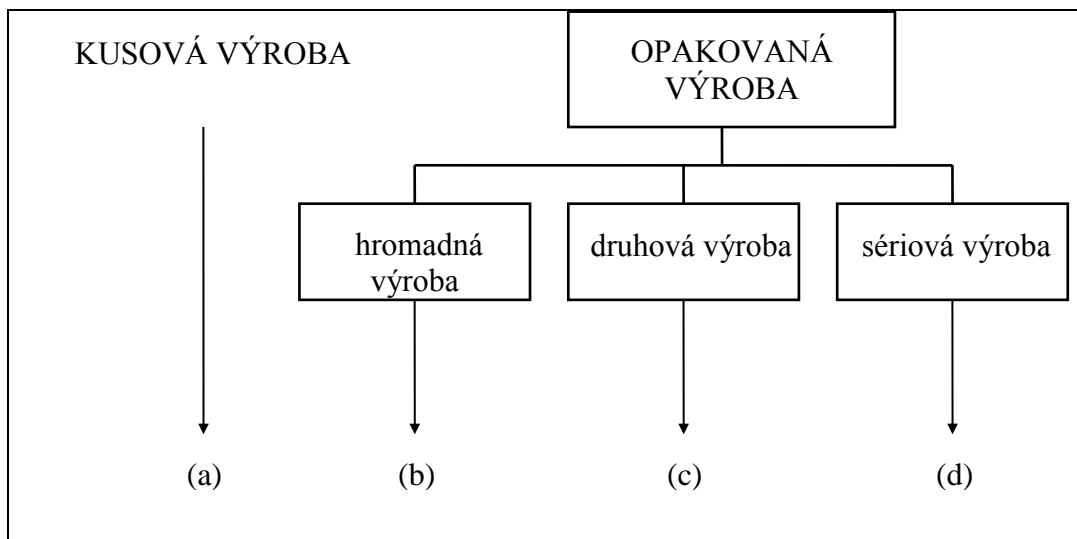 KUSOVÁ VÝROBA
OPAKOVANÁ
VÝROBA
hromadná
výroba
druhová výroba
sériová výroba
(a)
(b)
(c)
(d)